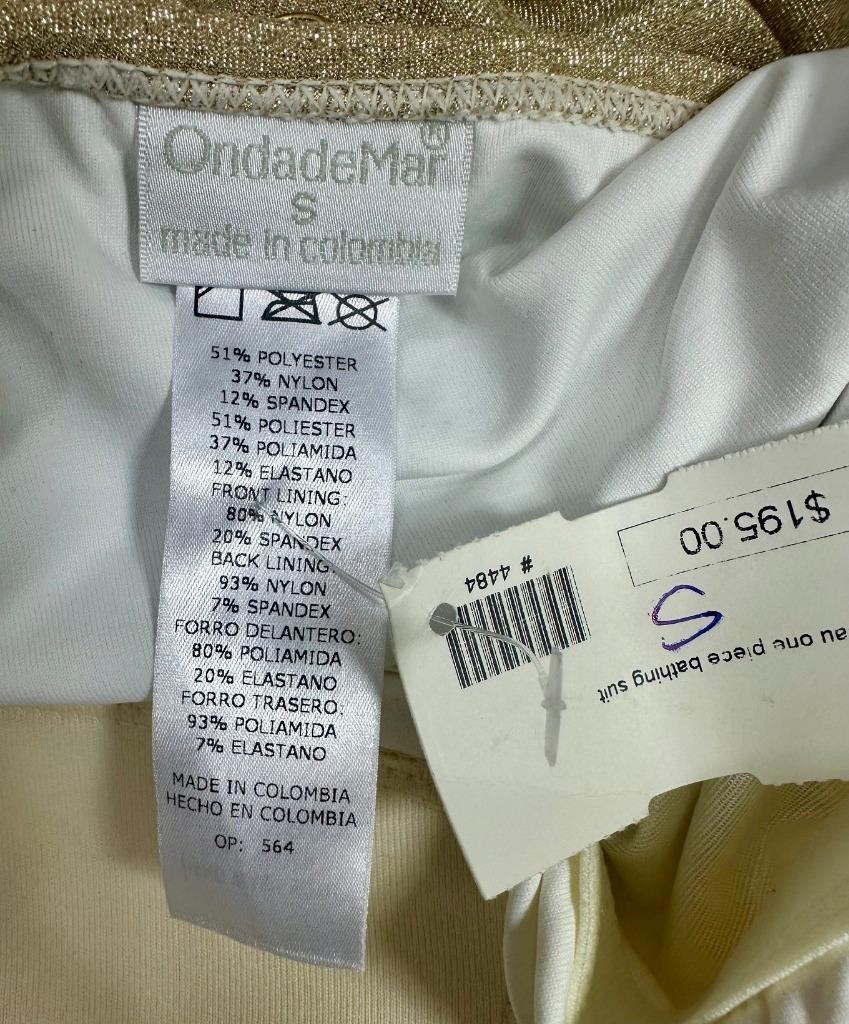 OndadeMar®
S
made in colombia
51% POLYESTER
37% NYLON
12% SPANDEX
51% POLIESTER
37% POLIAMIDA
12% ELASTANO
FRONT LINING:
80% NYLON
20% SPANDEX
BACK LINING:
93% NYLON
7% SPANDEX
FORRO DELANTERO:
80% POLIAMIDA
20% ELASTANO
FORRO TRASERO:
93% POLIAMIDA
7% ELASTANO
MADE IN COLOMBIA
HECHO EN COLOMBIA
OP: 564
$195.00
S
au one piece bathing suit
# 4484